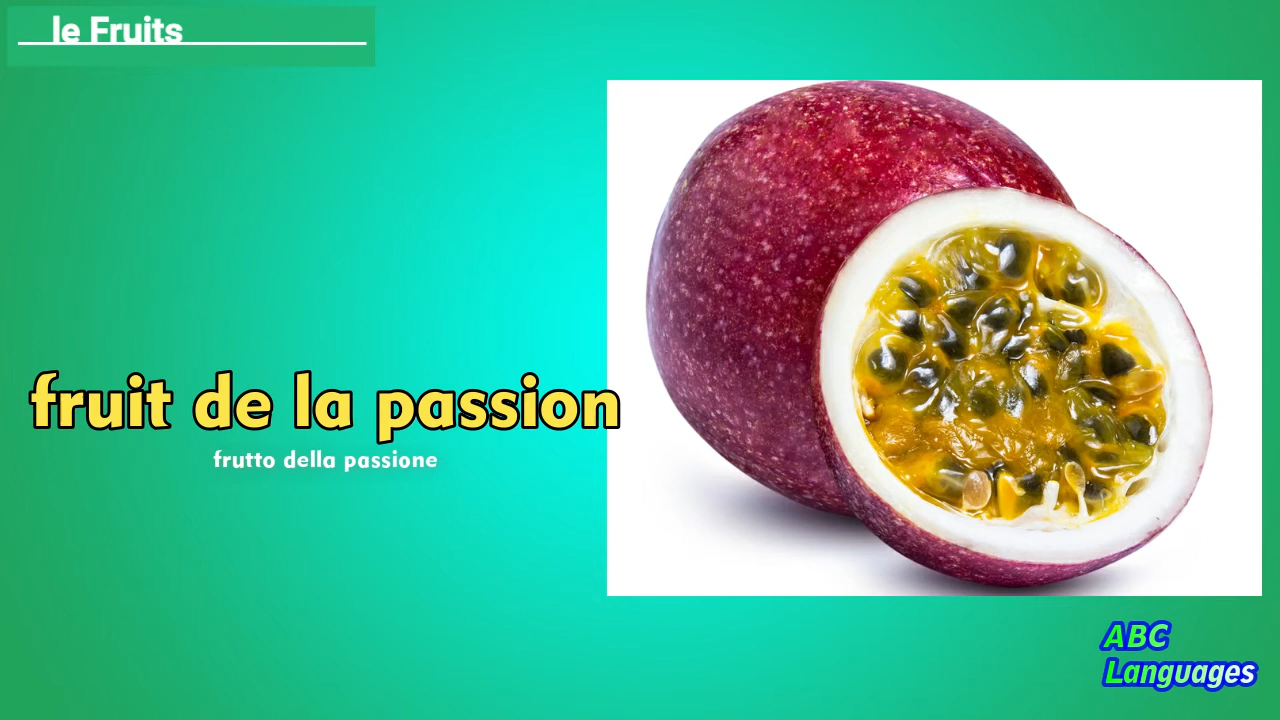 le Fruits
fruit de la passion
frutto della passione
ABC
Languages